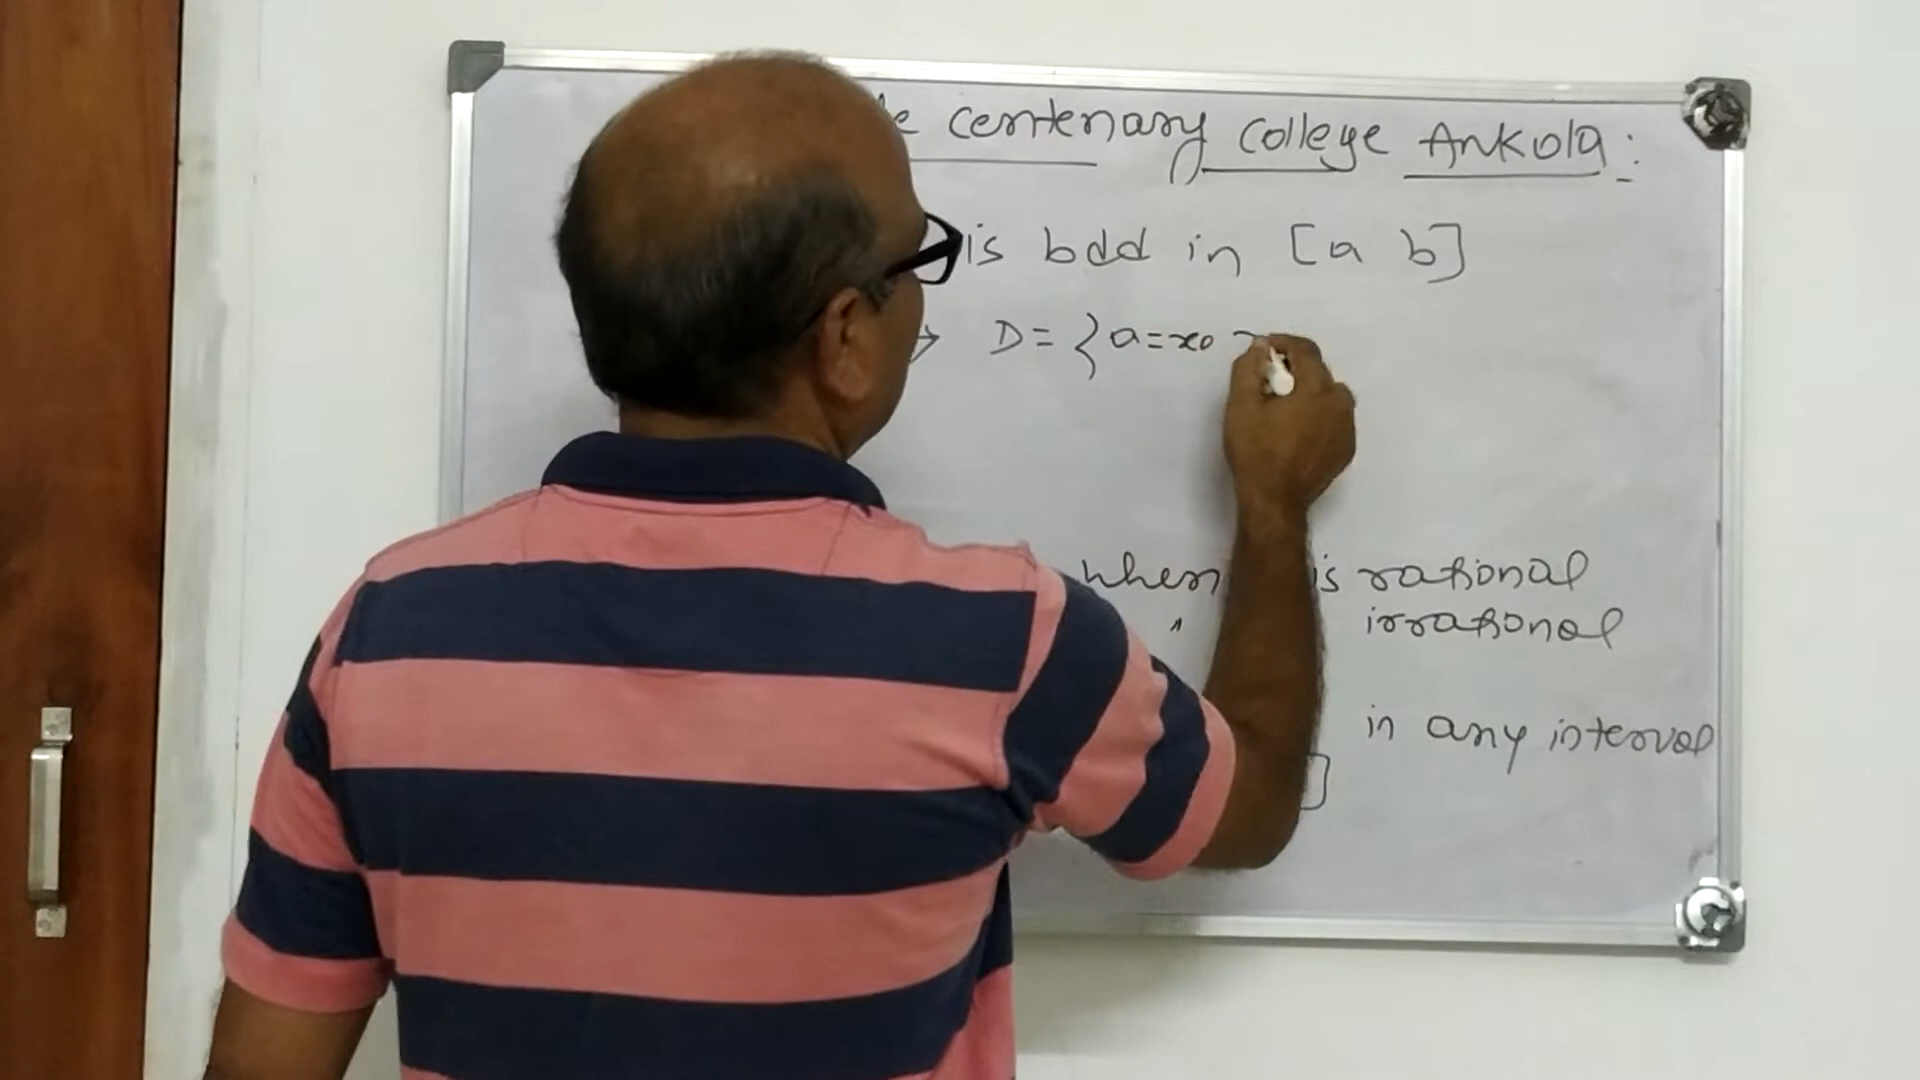 centenary college Ankola:
is bdd in [a b]
→ D = { a = x0
when is rational
" irrational
in any interval
]